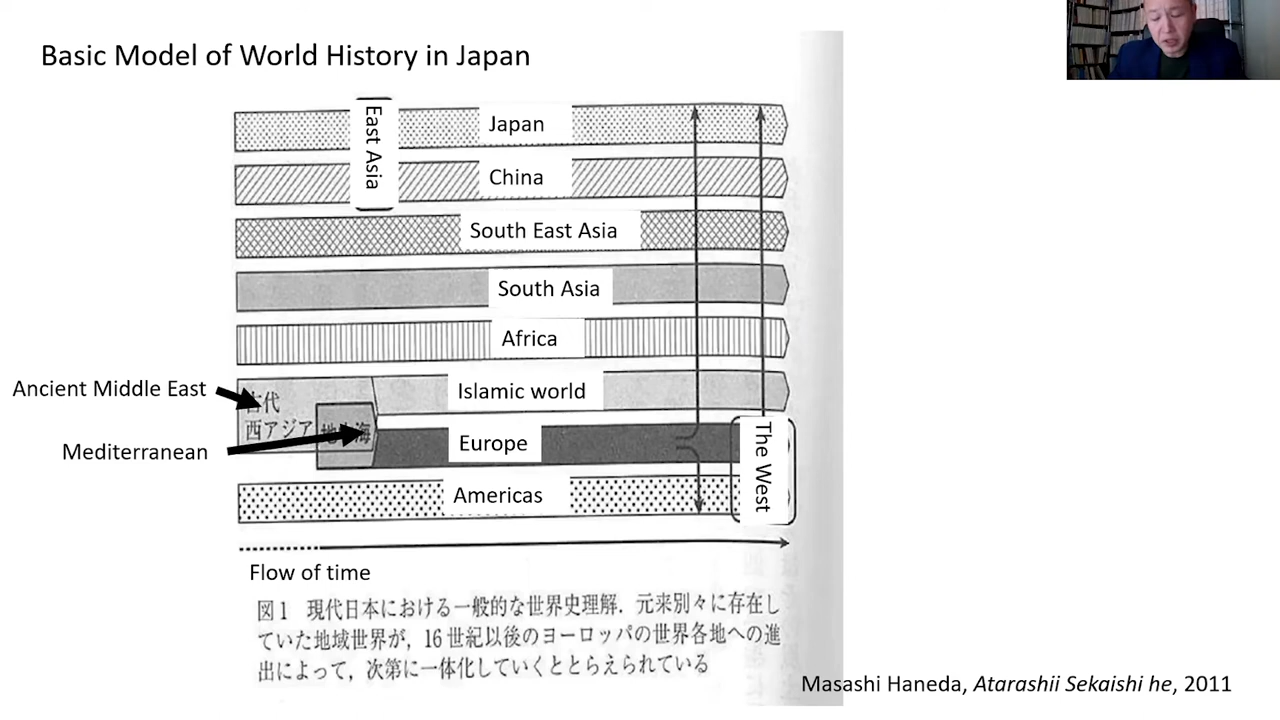 Basic Model of World History in Japan
East Asia
Japan
China
South East Asia
South Asia
Africa
Islamic world
Ancient Middle East
古代
西アジア
地中海
Mediterranean
Europe
The West
Americas
Flow of time
図1 現代日本における一般的な世界史理解.元来別々に存在し
ていた地域世界が,16世紀以後のヨーロッパの世界各地への進
出によって,次第に一体化していくととらえられている
Masashi Haneda, Atarashii Sekaishi he, 2011